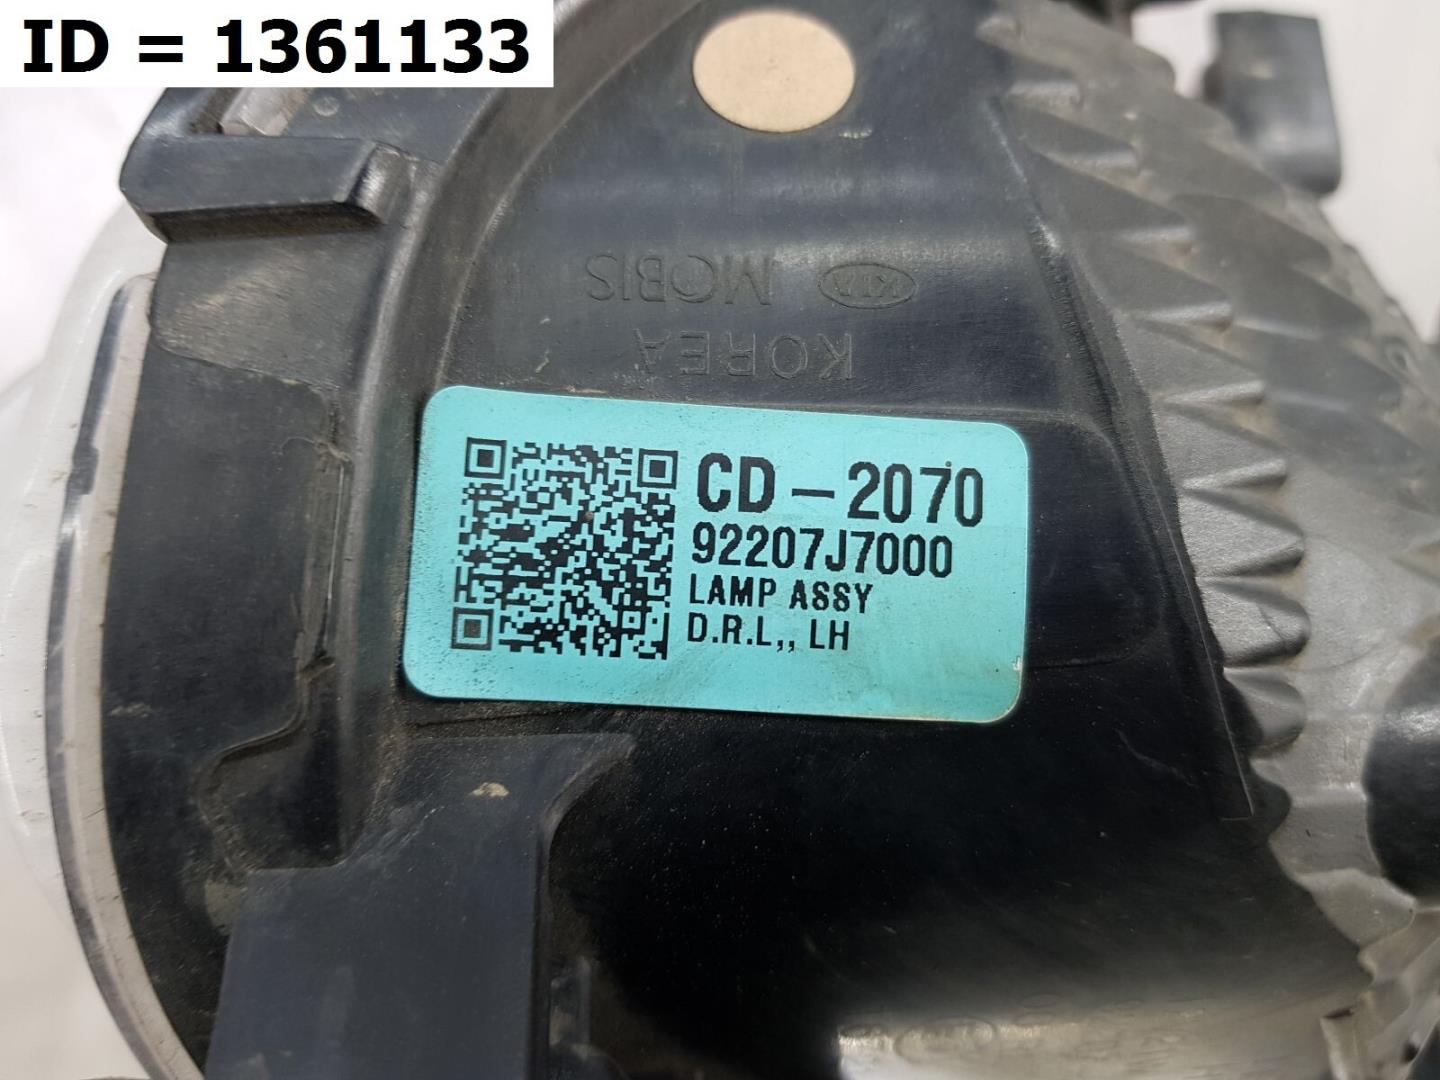 ID = 1361133
KIA MOBIS
KOREA
CD-2070
92207J7000
LAMP ASSY
D.R.L,, LH